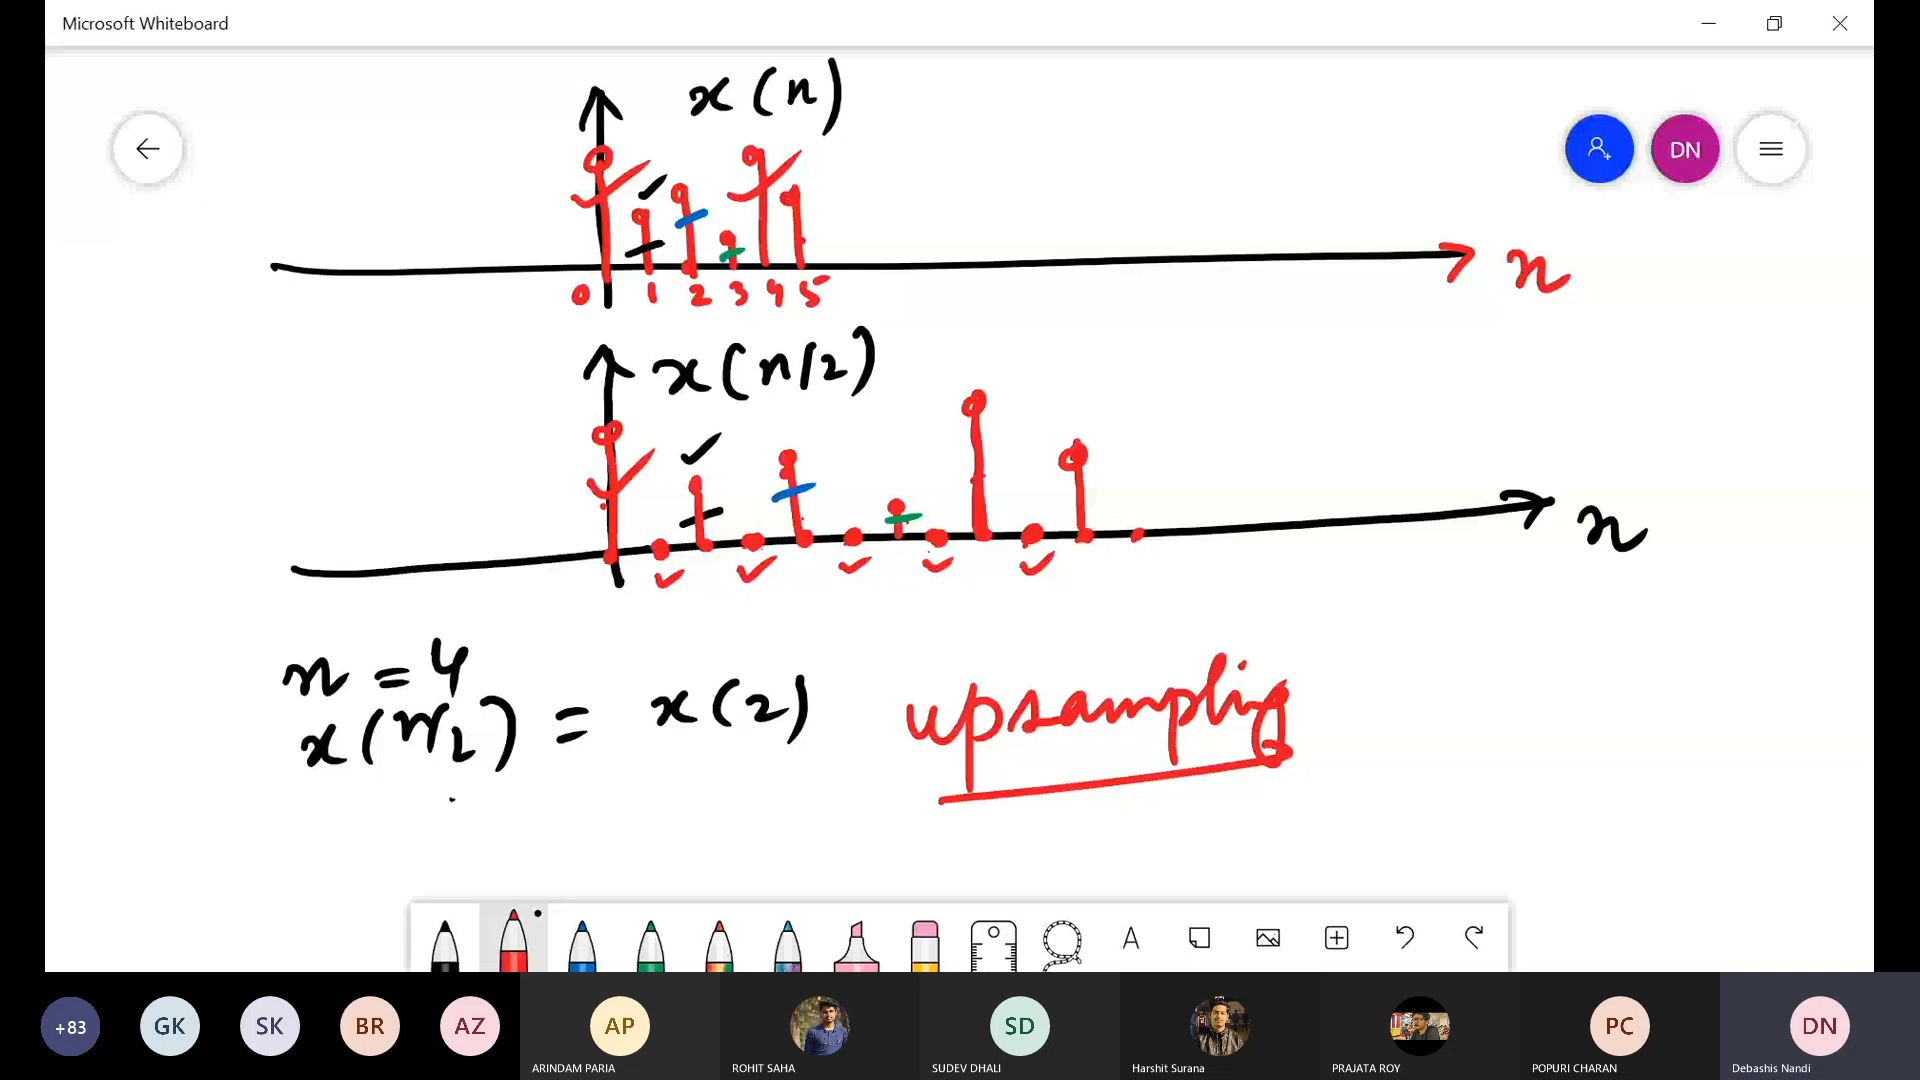 Microsoft Whiteboard
x(n)
DN
n
0 1 2 3 4 5
x(n/2)
n
n = 4
x(n/2) = x(2)
upsampling
A
+83
GK
SK
BR
AZ
AP
SD
PC
DN
ARINDAM PARIA
ROHIT SAHA
SUDEV DHALI
Harshit Surana
PRAJATA ROY
POPURI CHARAN
Debashis Nandi